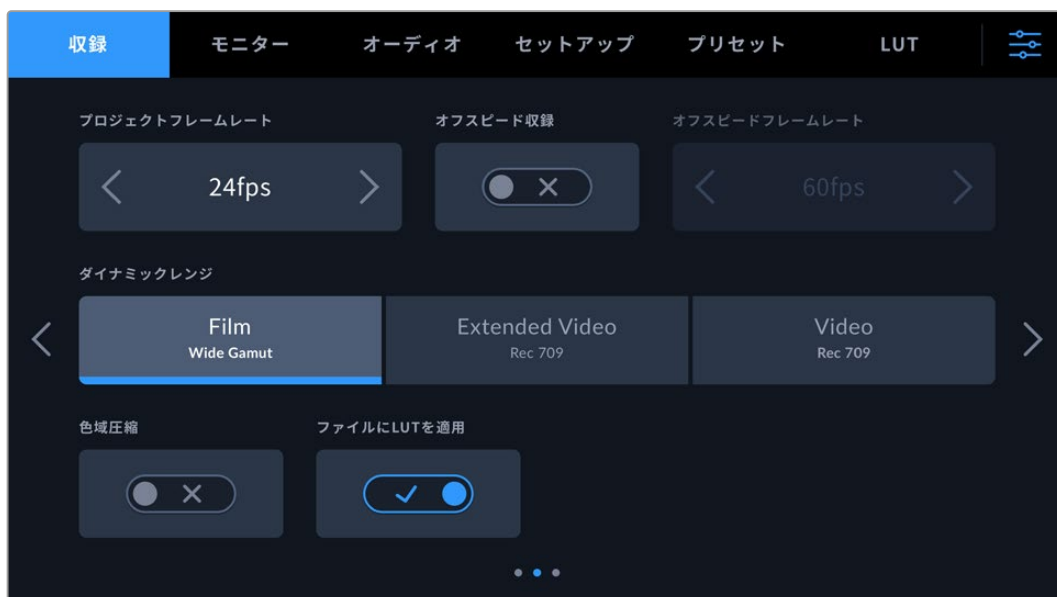 収録 モニター オーディオ セットアップ プリセット LUT
プロジェクトフレームレート オフスピード収録 オフスピードフレームレート
24fps 60fps
ダイナミックレンジ
Film Extended Video Video
Wide Gamut Rec 709 Rec 709
色域圧縮 ファイルにLUTを適用